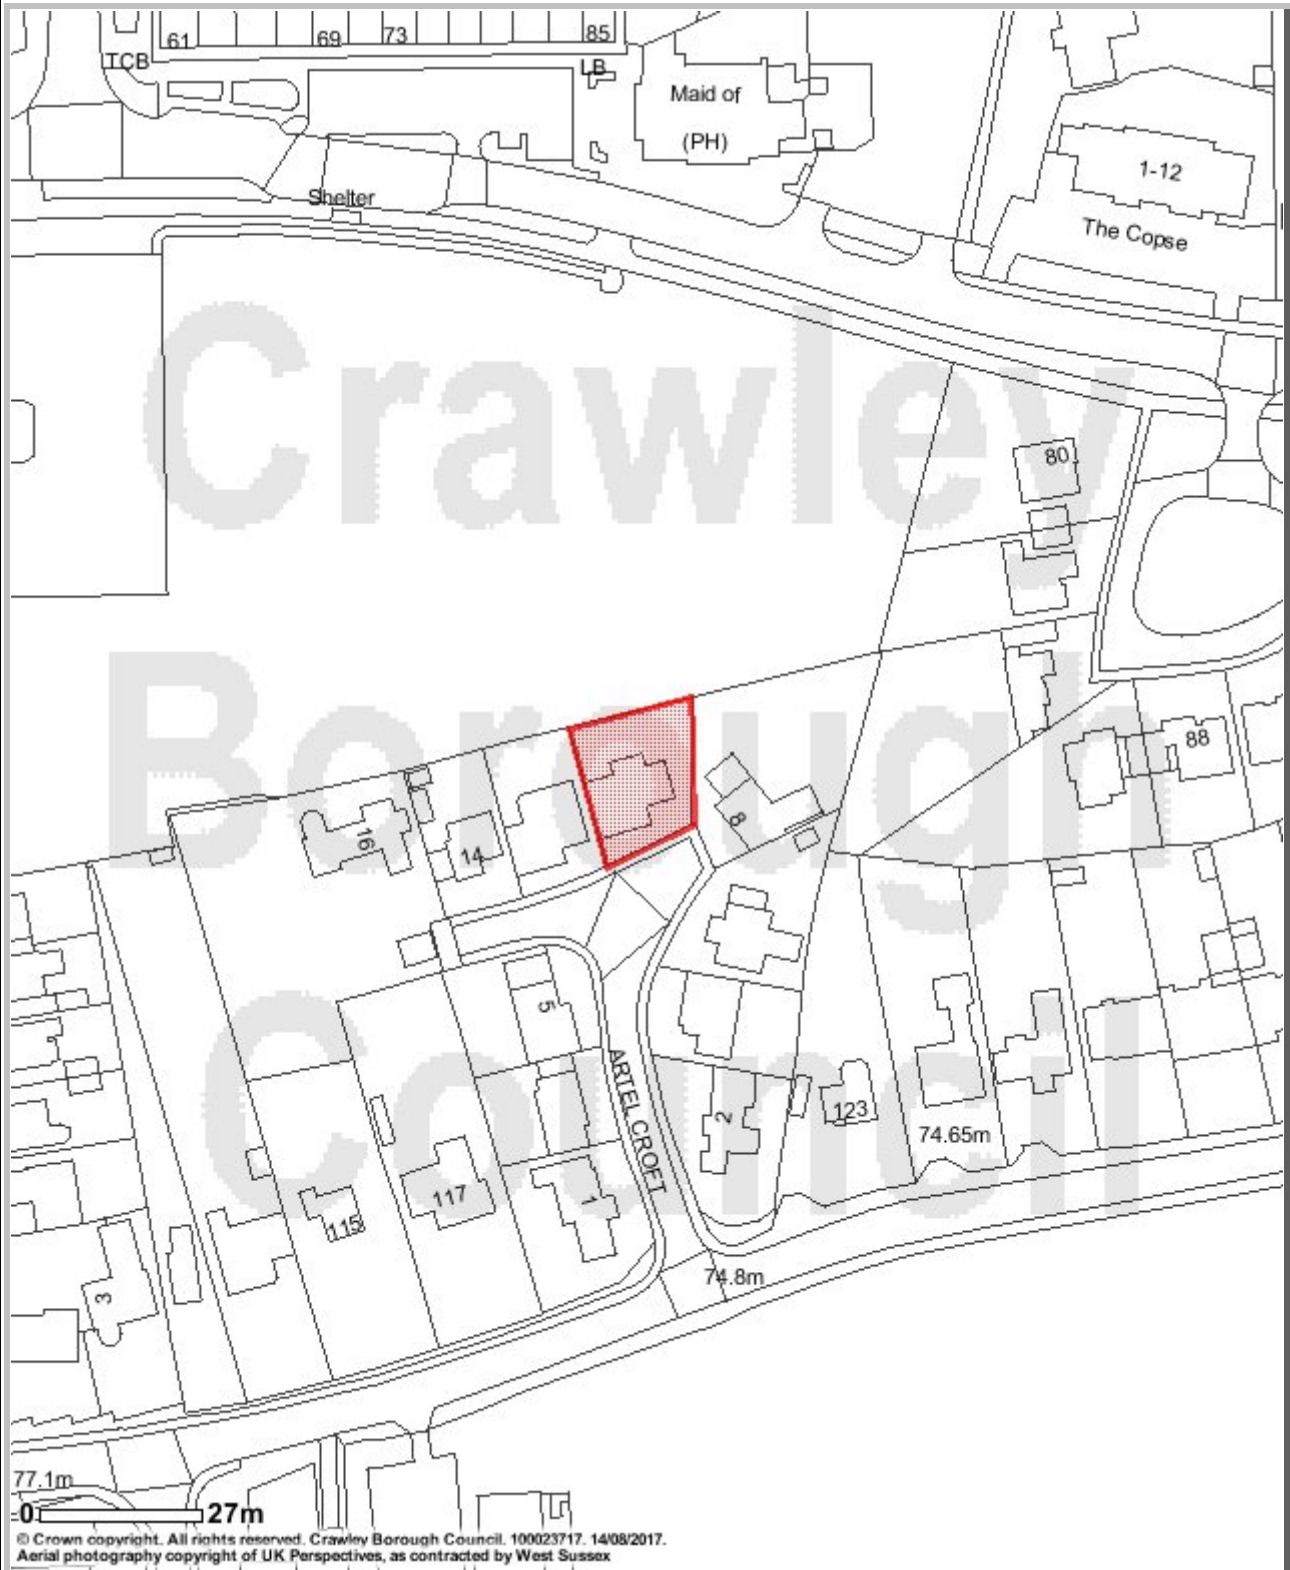 61
69
73
85
TCB
LB
Maid of
(PH)
1-12
The Copse
Shelter
Crawley
80
Borough
88
8
16
14
5
ARTEL CROFT
Council
2
123
74.65m
117
115
1
3
74.8m
77.1m
0 27m
© Crown copyright. All rights reserved. Crawley Borough Council. 100023717. 14/08/2017.
Aerial photography copyright of UK Perspectives, as contracted by West Sussex